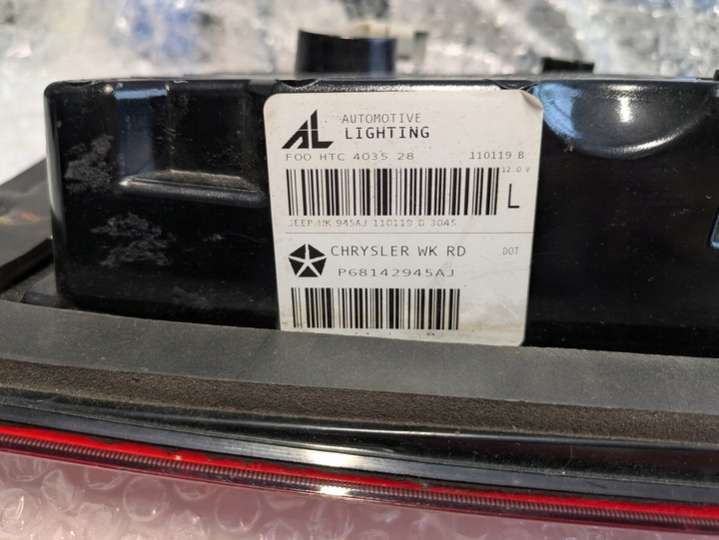 AL AUTOMOTIVE
LIGHTING
F00 HTC 4035 28 110119 B
12.0 V
L
JEEP WK 945AJ 110119 B 3045
CHRYSLER WK RD DOT
P68142945AJ